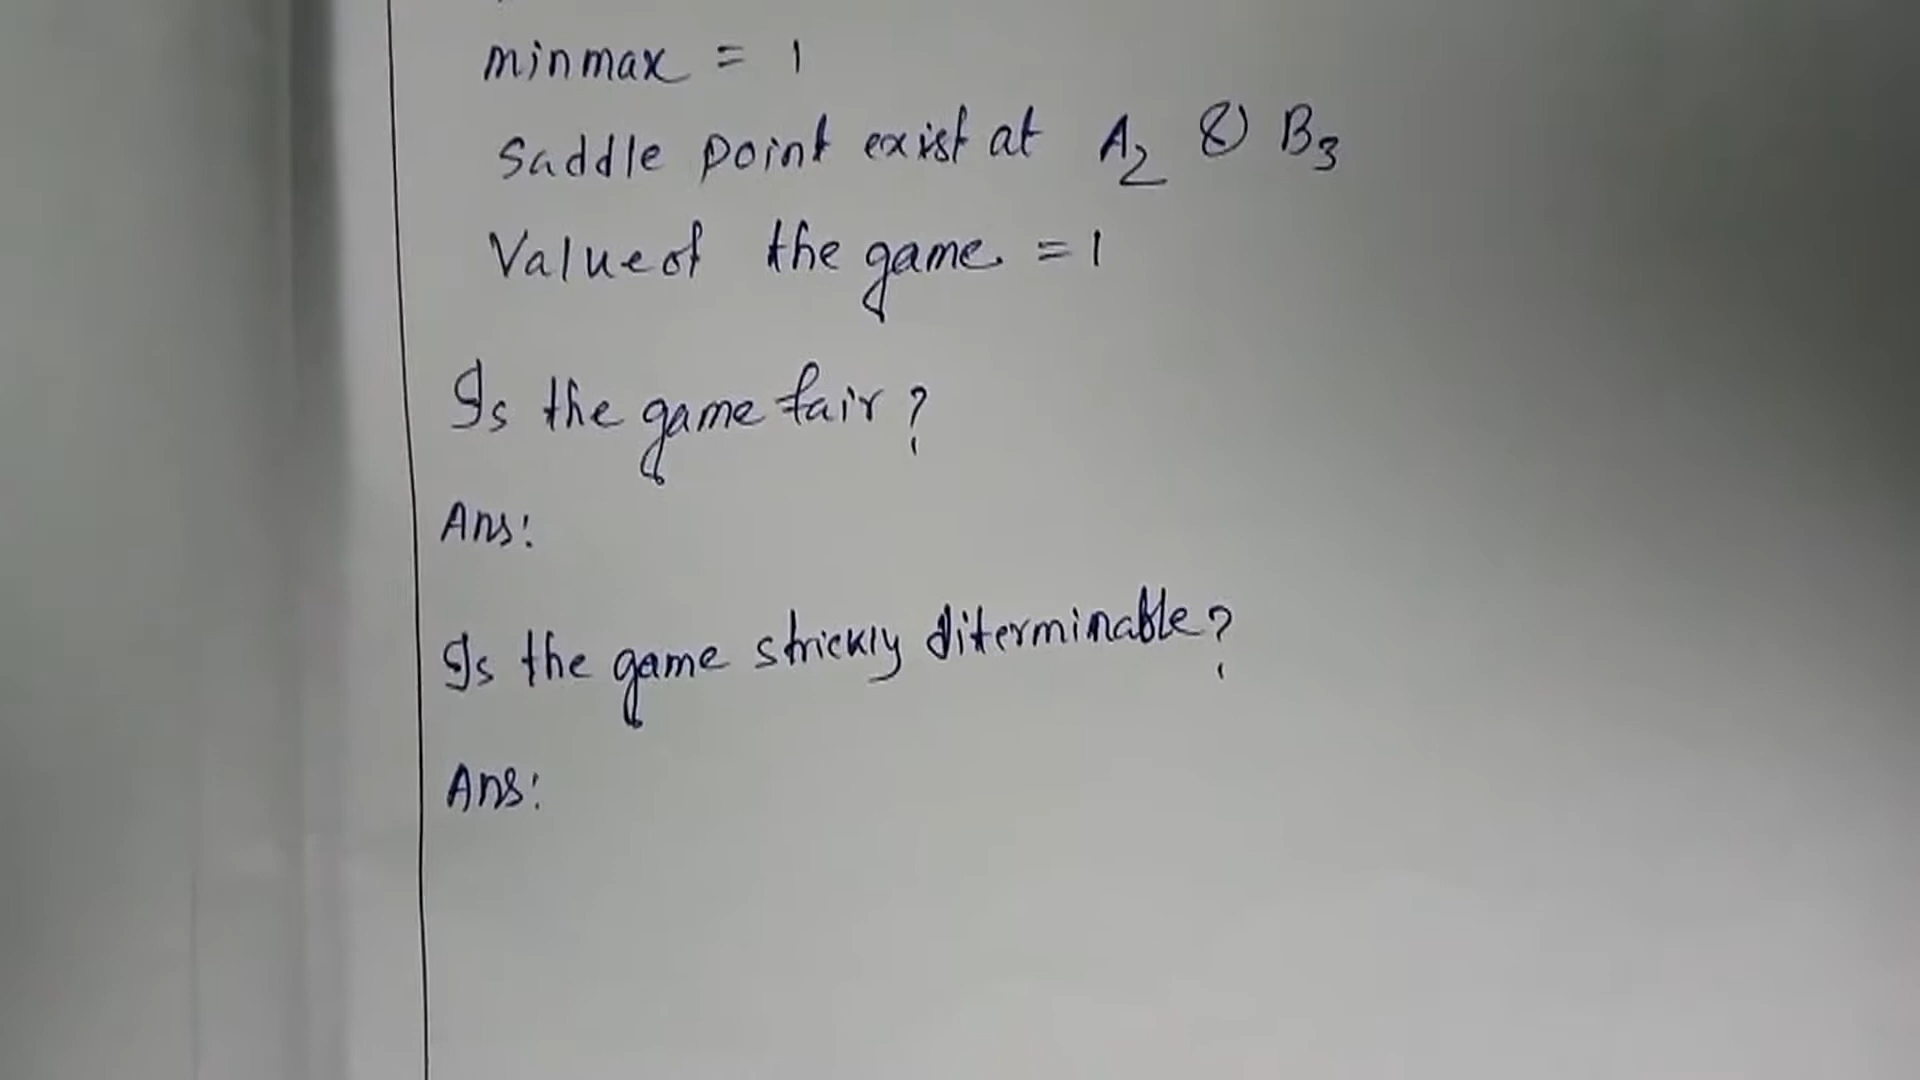 minmax = 1
Saddle point exist at A2 & B3
Value of the game = 1
Is the game fair?
Ans:
Is the game strickly diterminable?
Ans: